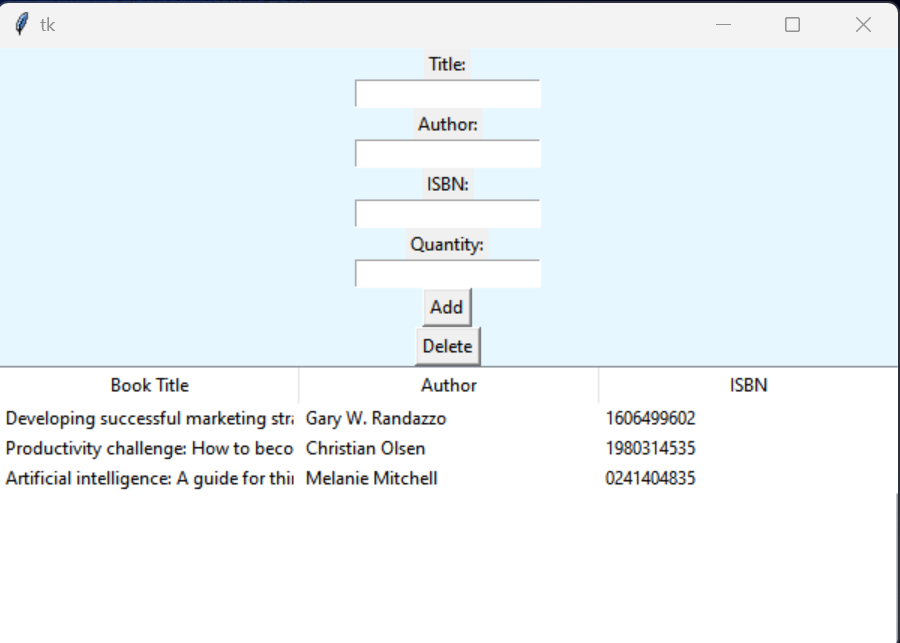 tk
Title:
Author:
ISBN:
Quantity:
Add
Delete
Book Title Author ISBN
Developing successful marketing stra Gary W. Randazzo 1606499602
Productivity challenge: How to beco Christian Olsen 1980314535
Artificial intelligence: A guide for thin Melanie Mitchell 0241404835